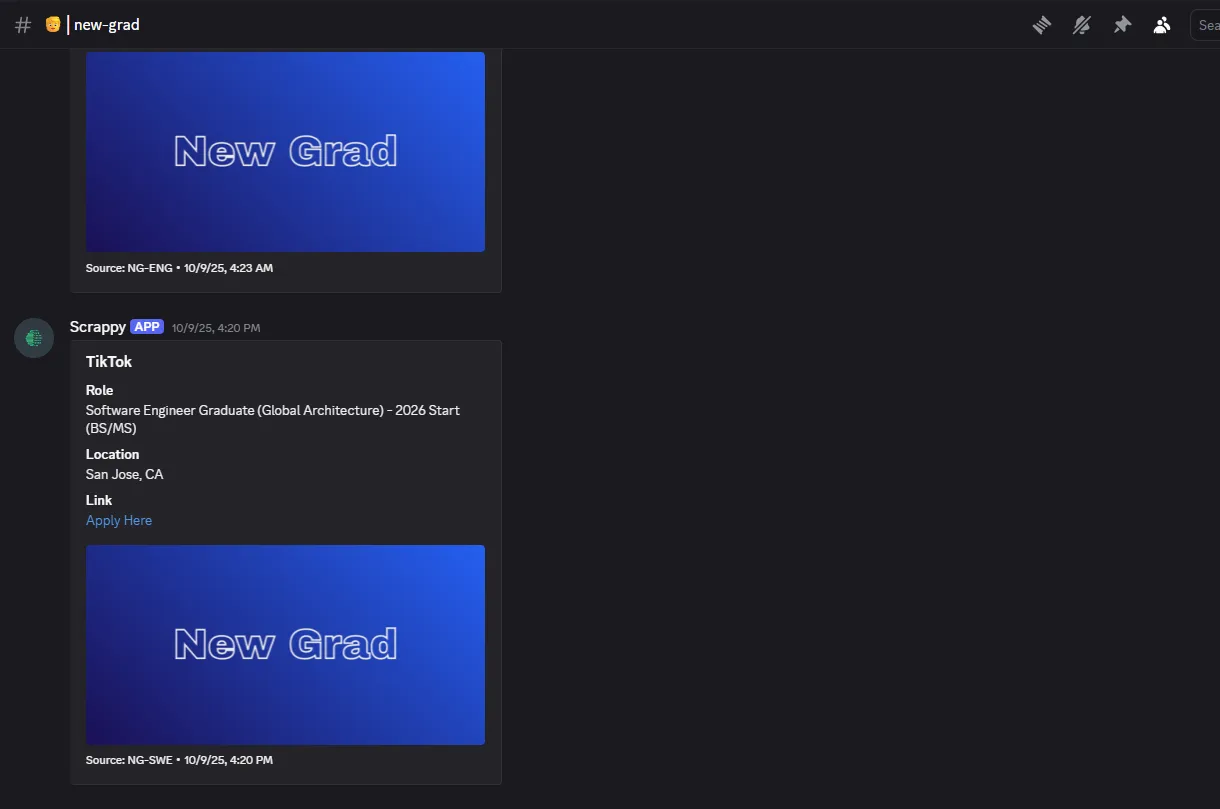 new-grad
Sea
New Grad
Source: NG-ENG • 10/9/25, 4:23 AM
Scrappy APP 10/9/25, 4:20 PM
TikTok
Role
Software Engineer Graduate (Global Architecture) - 2026 Start
(BS/MS)
Location
San Jose, CA
Link
Apply Here
New Grad
Source: NG-SWE • 10/9/25, 4:20 PM